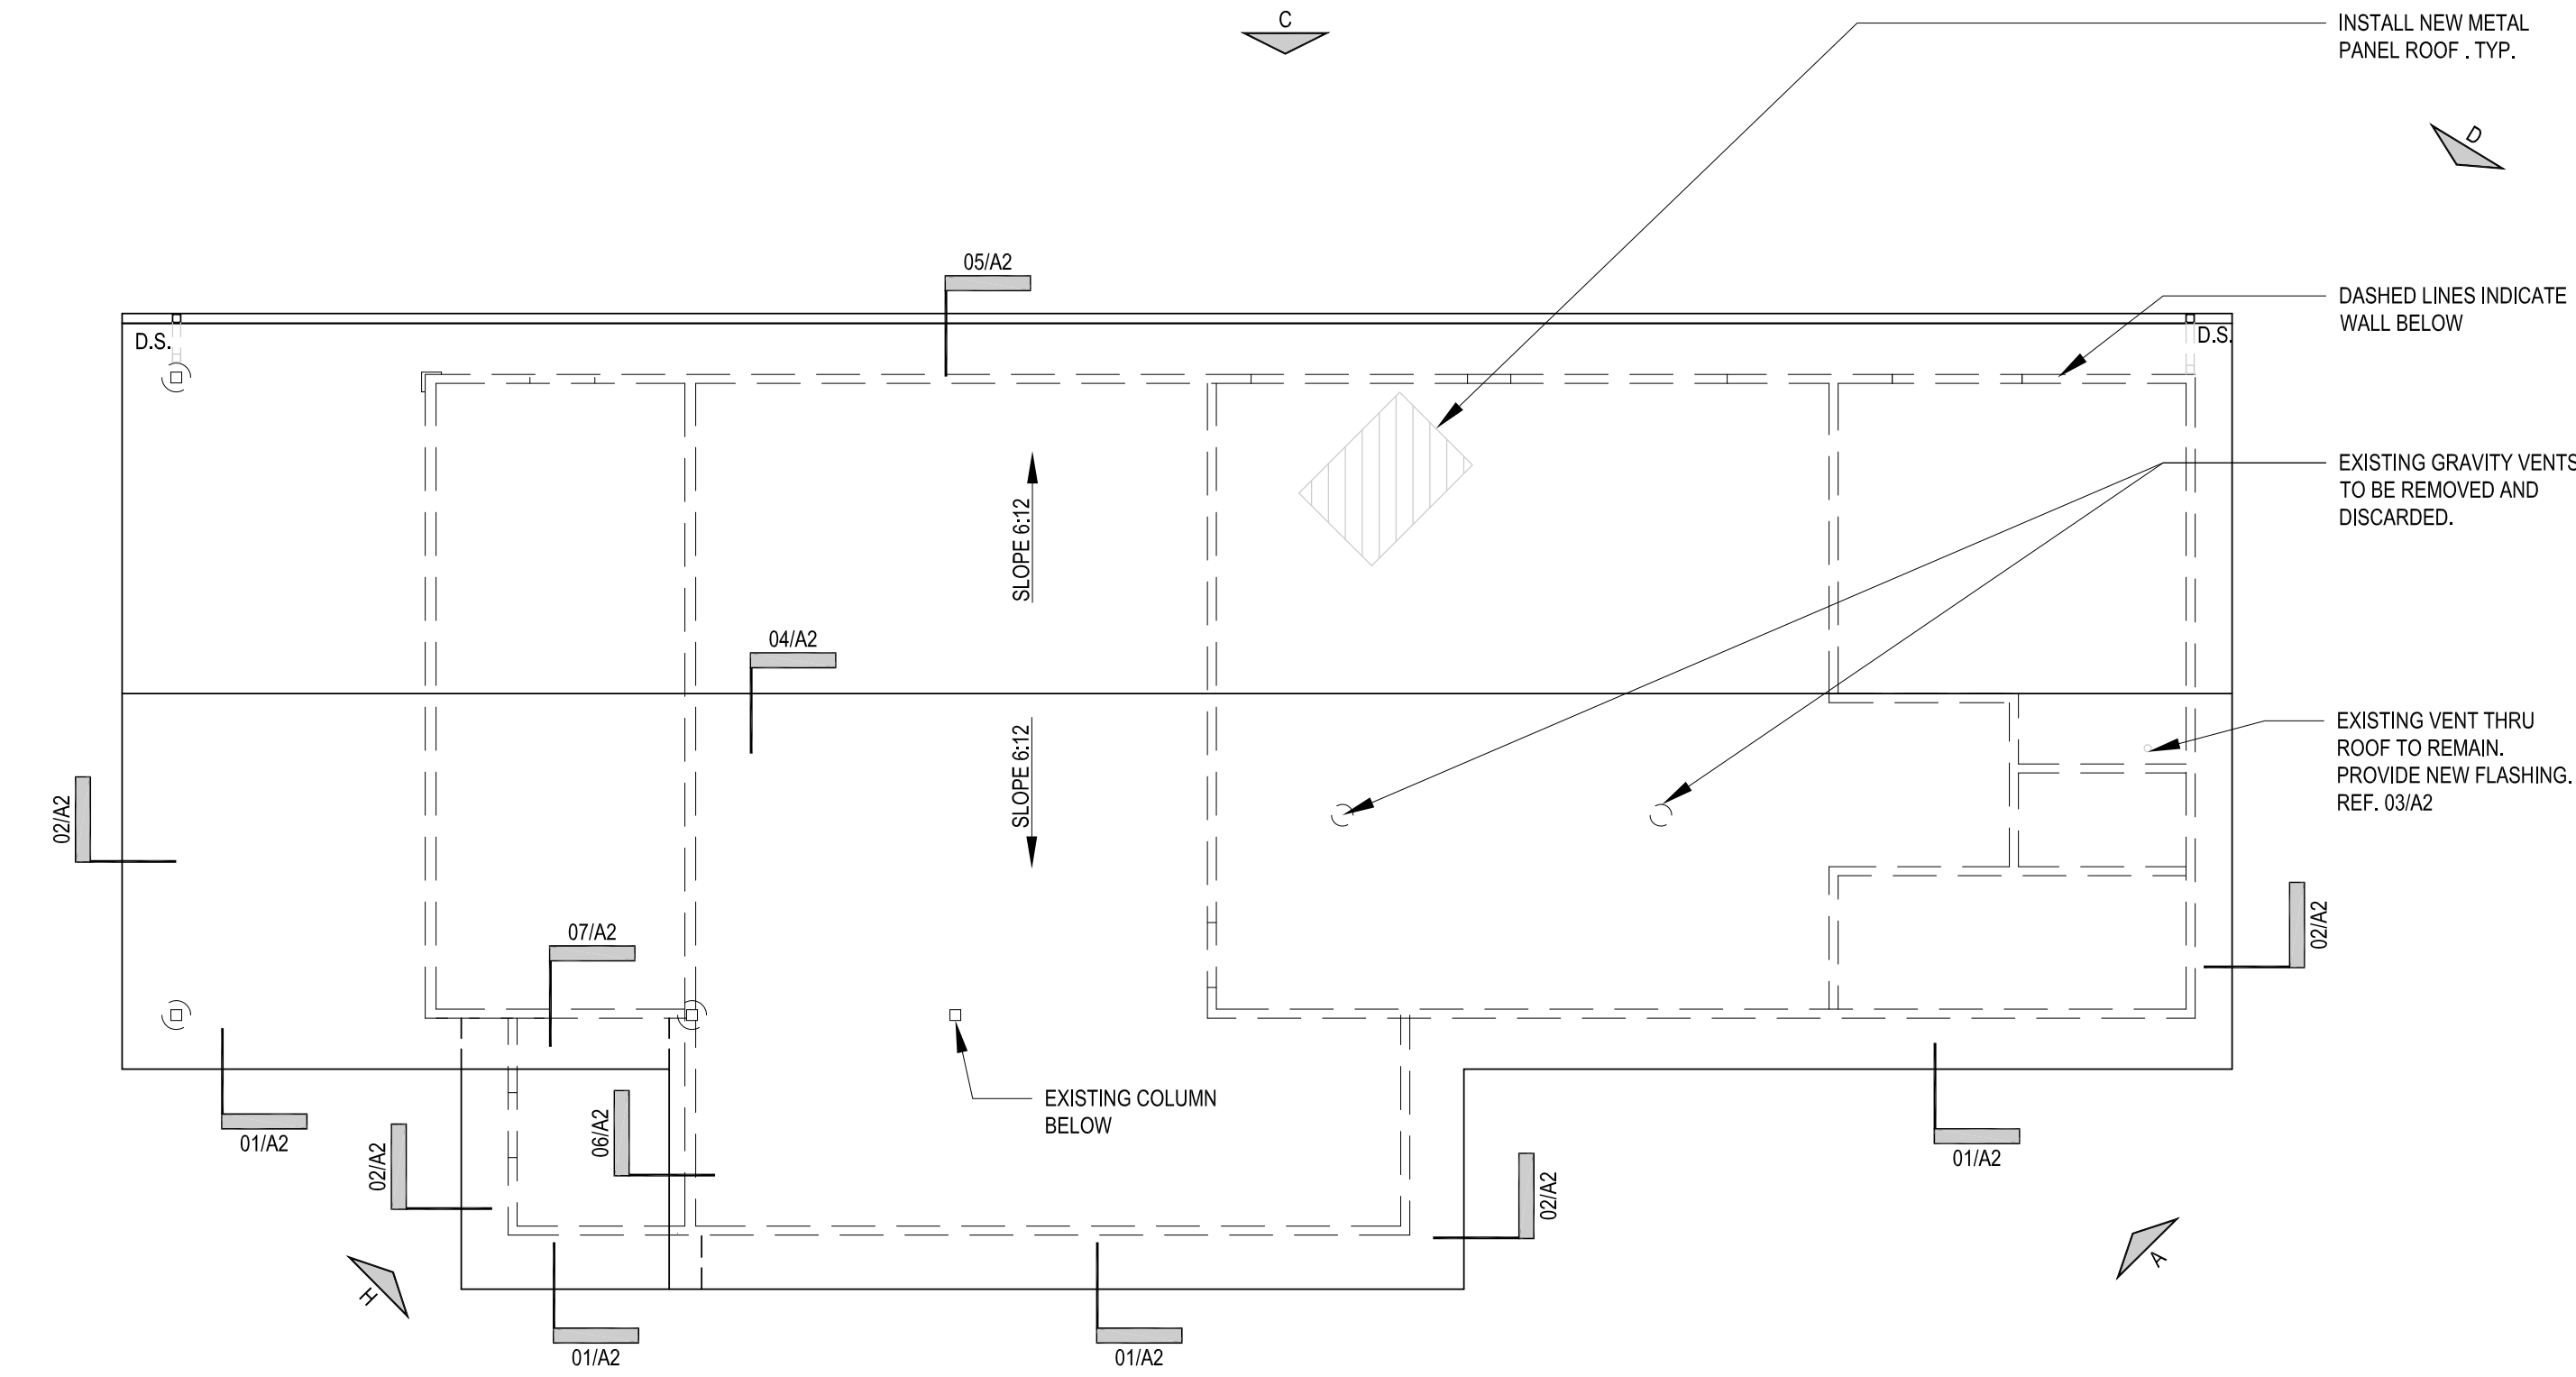 C
INSTALL NEW METAL
PANEL ROOF . TYP.
D
05/A2
DASHED LINES INDICATE
WALL BELOW
D.S.
D.S.
EXISTING GRAVITY VENTS
TO BE REMOVED AND
DISCARDED.
SLOPE 6:12
04/A2
SLOPE 6:12
EXISTING VENT THRU
ROOF TO REMAIN.
PROVIDE NEW FLASHING.
REF. 03/A2
02/A2
07/A2
02/A2
EXISTING COLUMN
BELOW
01/A2
06/A2
02/A2
01/A2
02/A2
H
A
01/A2
01/A2